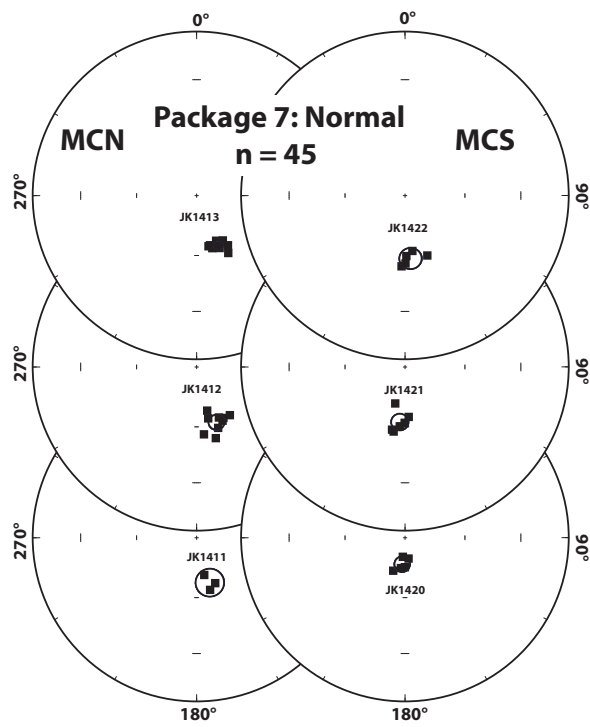 0°
0°
Package 7: Normal
MCN
MCS
n = 45
270°
90°
JK1413
JK1422
270°
90°
JK1412
JK1421
270°
90°
JK1411
JK1420
180°
180°